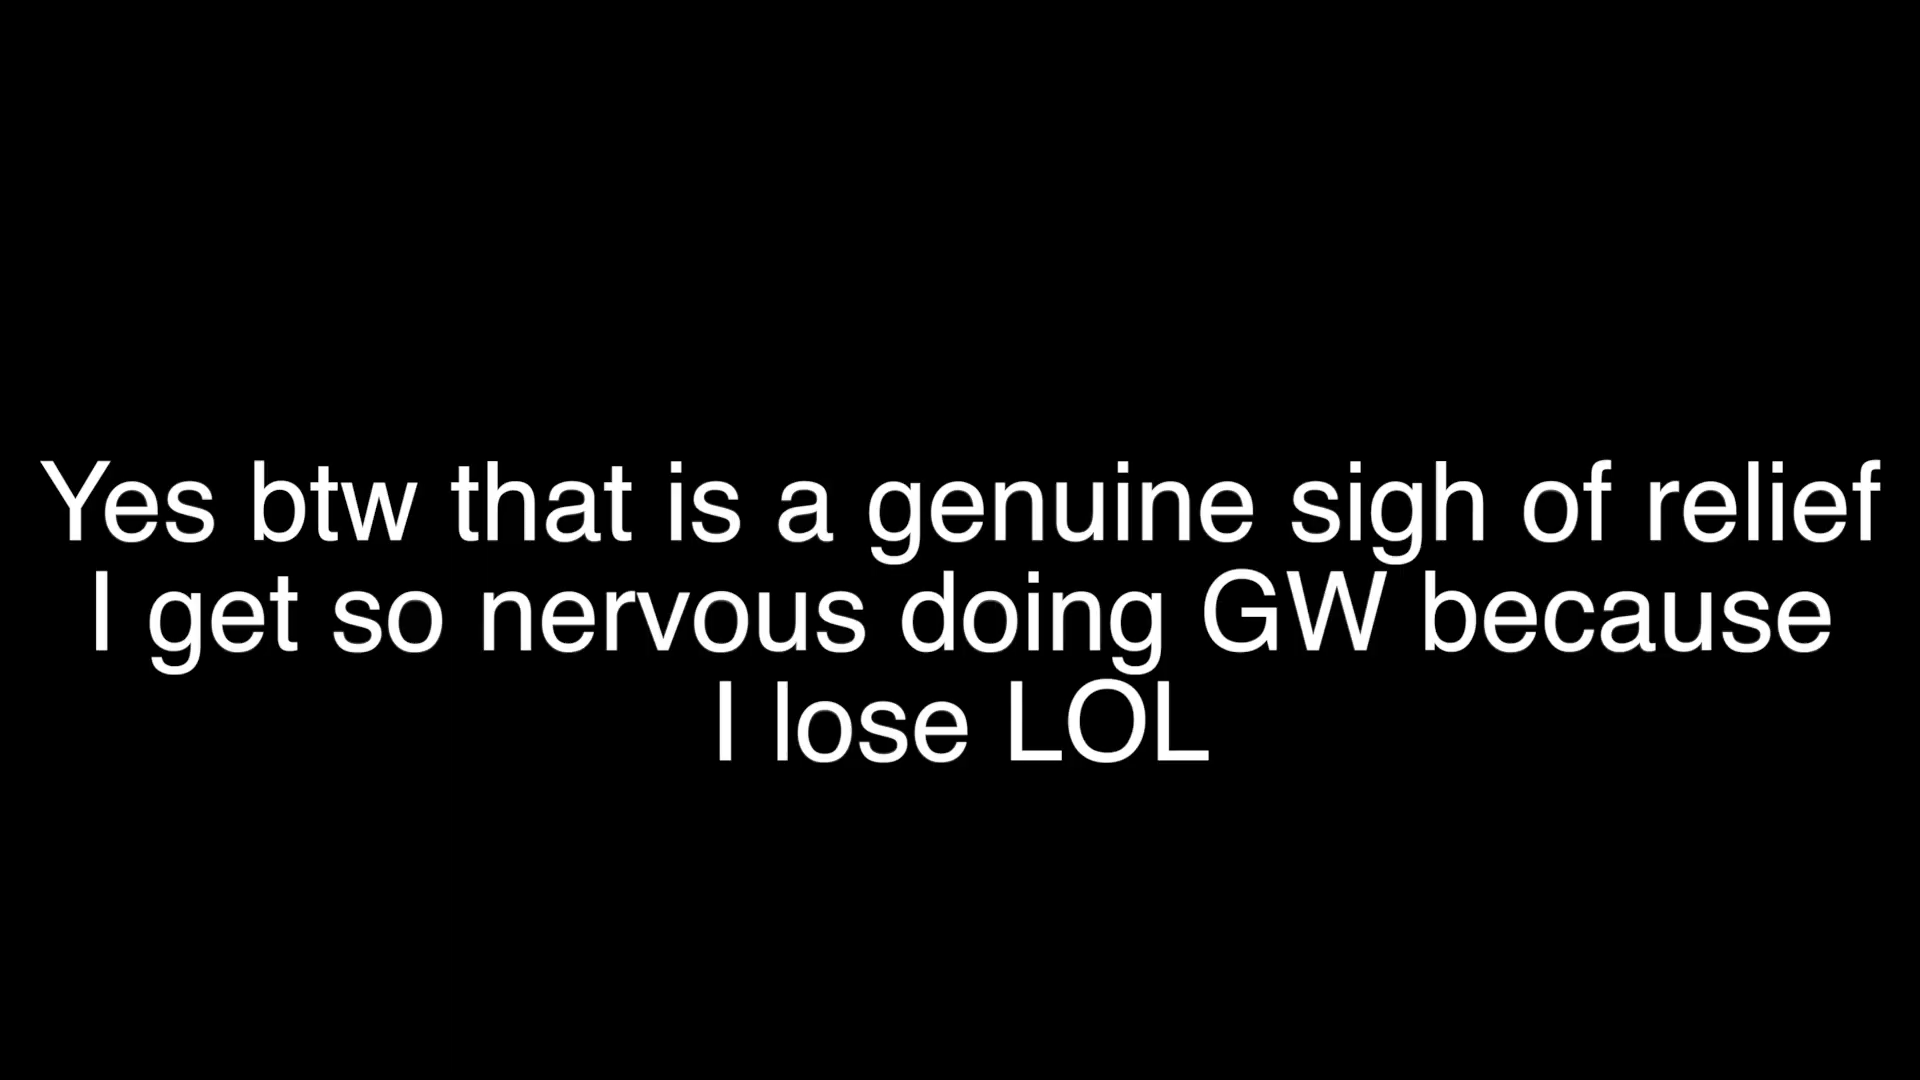 Yes btw that is a genuine sigh of relief
I get so nervous doing GW because
I lose LOL